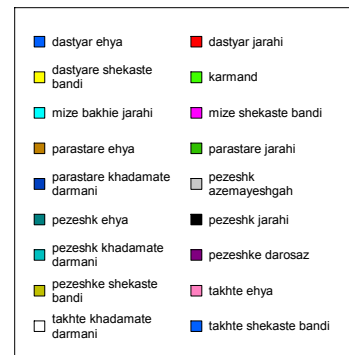 dastyar ehya
dastyar jarahi
dastyare shekaste
bandi
karmand
mize bakhie jarahi
mize shekaste bandi
parastare ehya
parastare jarahi
parastare khadamate
darmani
pezeshk
azemayeshgah
pezeshk ehya
pezeshk jarahi
pezeshk khadamate
darmani
pezeshke darosaz
pezeshke shekaste
bandi
takhte ehya
takhte khadamate
darmani
takhte shekaste bandi